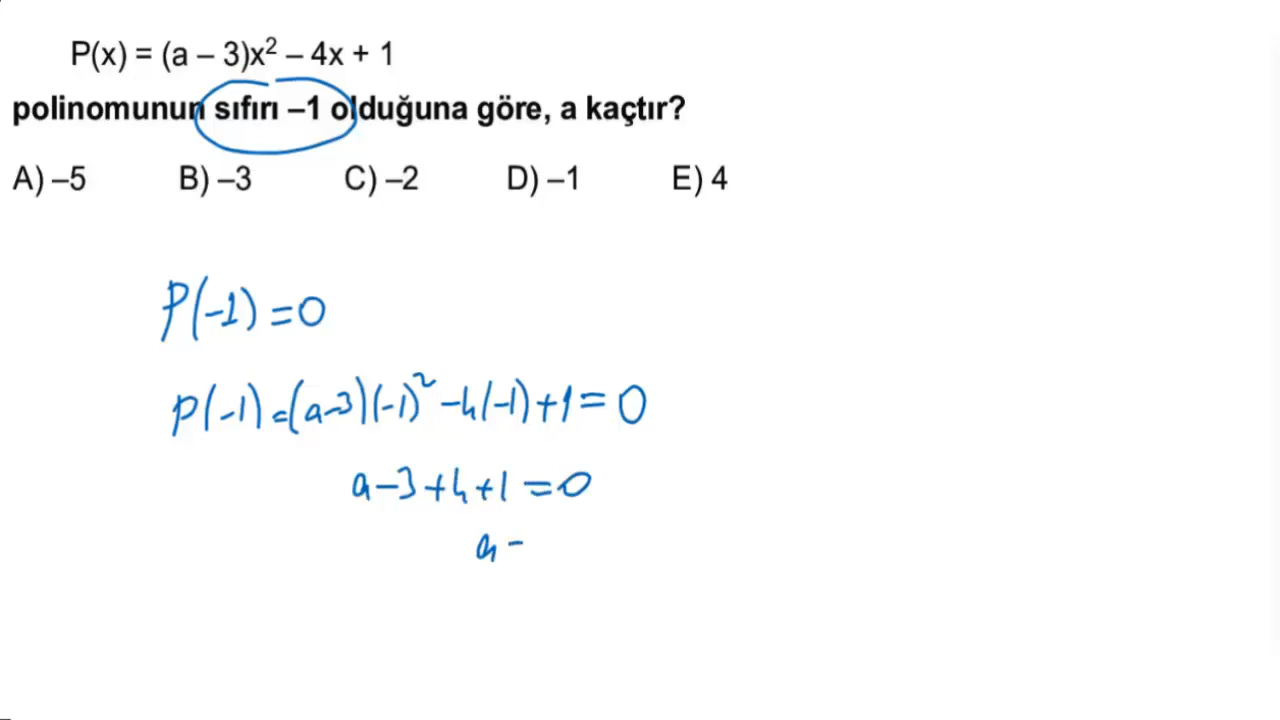 P(x) = (a – 3)x² – 4x + 1
polinomunun sıfırı –1 olduğuna göre, a kaçtır?
A) –5 B) –3 C) –2 D) –1 E) 4
P(-1) = 0
P(-1) = (a-3)(-1)² -4(-1)+1 = 0
a-3+4+1 = 0
a -